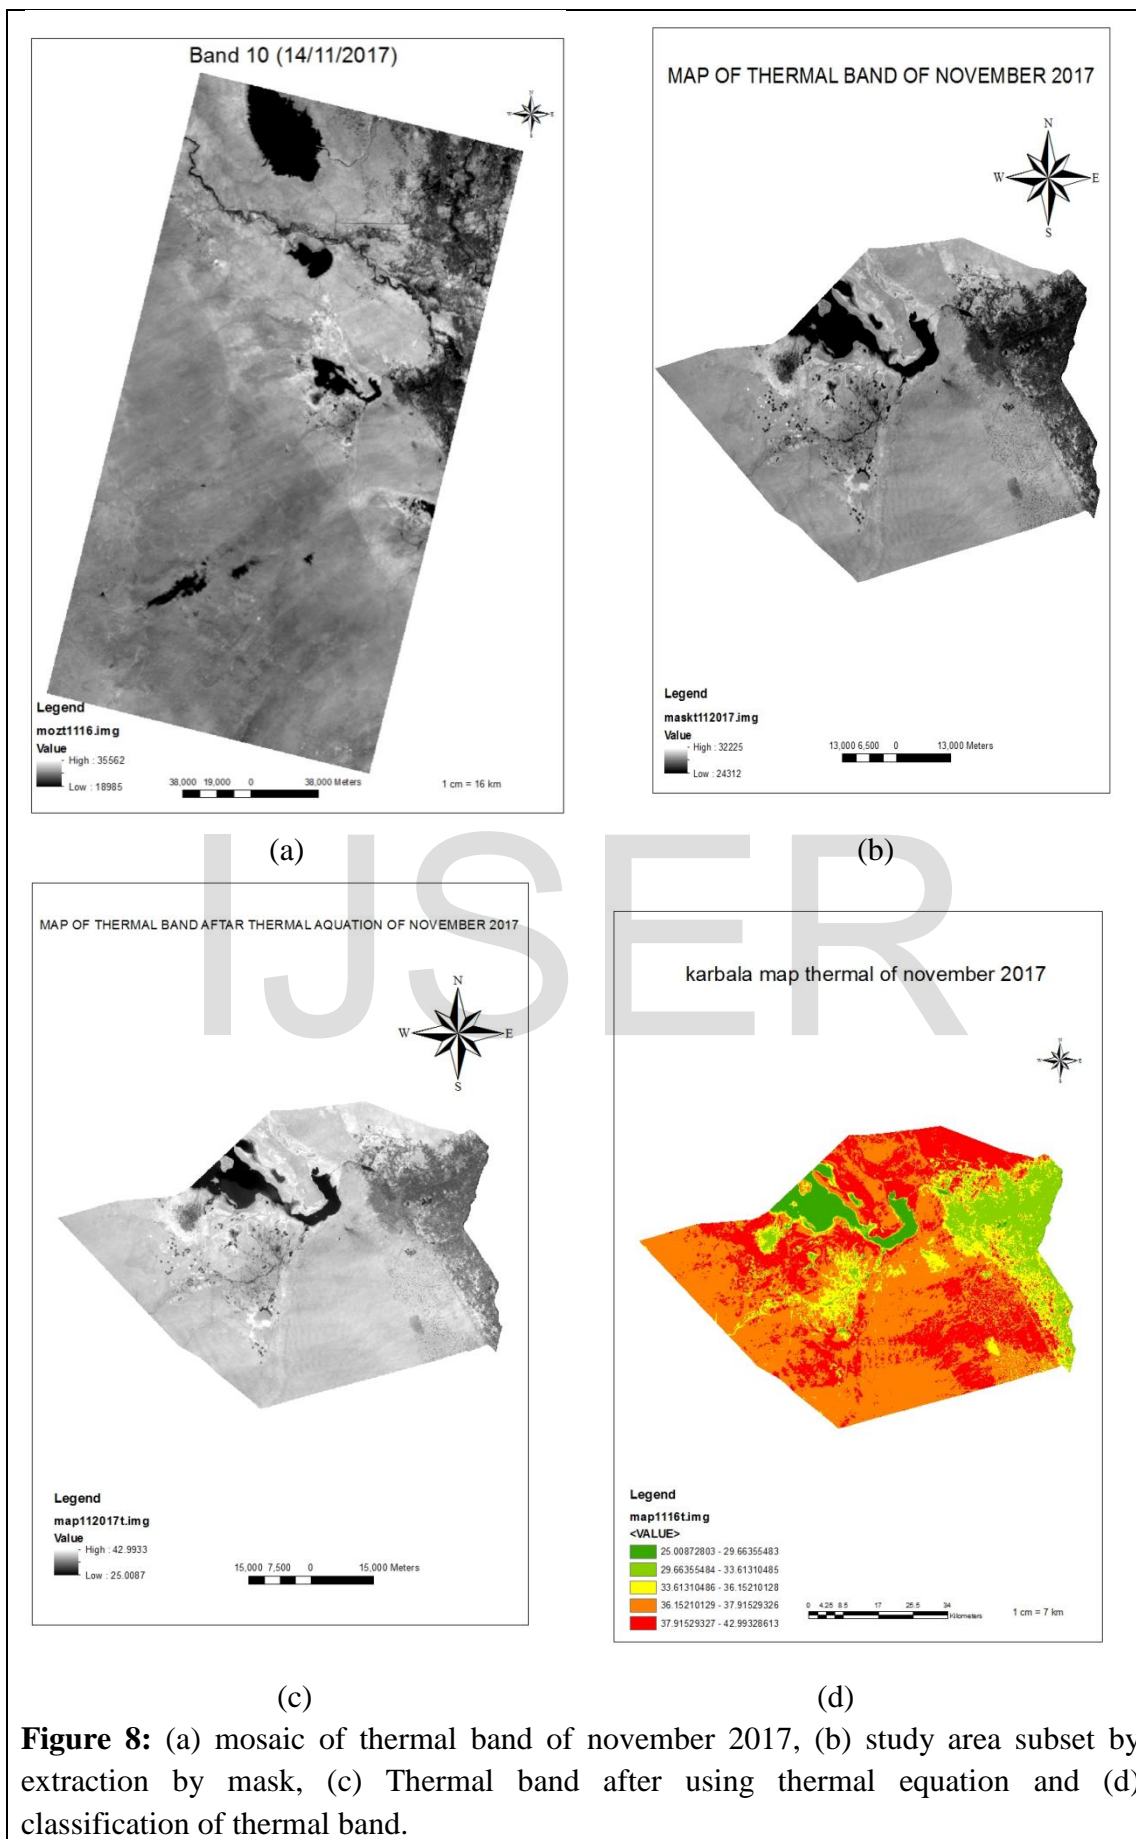 Band 10 (14/11/2017)
N
W E
S
Legend
mozt1116.img
Value
High : 35562
Low : 18985
38,000 19,000 0 38,000 Meters
1 cm = 16 km
(a)
MAP OF THERMAL BAND OF NOVEMBER 2017
N
W E
S
Legend
maskt112017.img
Value
High : 32225
Low : 24312
13,000 6,500 0 13,000 Meters
(b)
IJSER
MAP OF THERMAL BAND AFTAR THERMAL AQUATION OF NOVEMBER 2017
N
W E
S
Legend
map112017t.img
Value
High : 42.9933
Low : 25.0087
15,000 7,500 0 15,000 Meters
(c)
karbala map thermal of november 2017
N
W E
S
Legend
map1116t.img
<VALUE>
25.00872803 - 29.66355483
29.66355484 - 33.61310485
33.61310486 - 36.15210128
36.15210129 - 37.91529326
37.91529327 - 42.99328613
0 4.25 8.5 17 25.5 34
Kilometers
1 cm = 7 km
(d)
Figure 8: (a) mosaic of thermal band of november 2017, (b) study area subset by
extraction by mask, (c) Thermal band after using thermal equation and (d)
classification of thermal band.